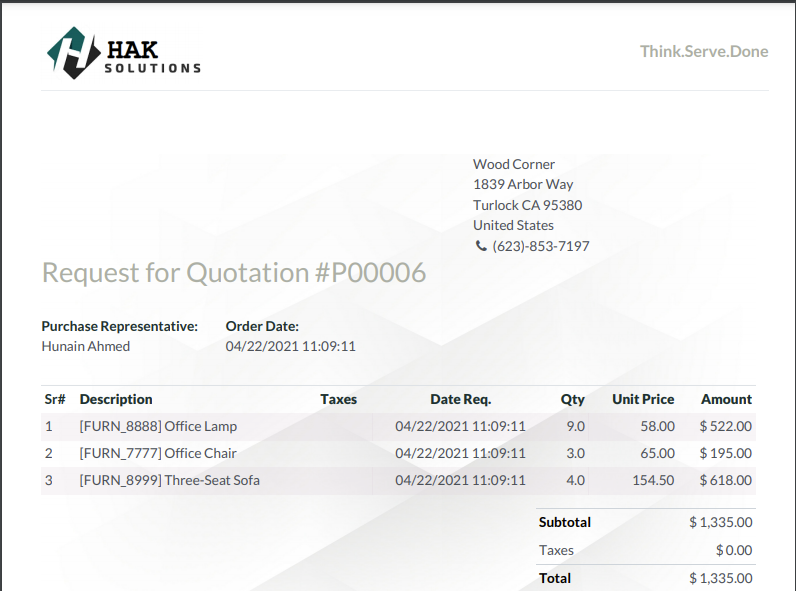 HAK
SOLUTIONS
Think.Serve.Done
Wood Corner
1839 Arbor Way
Turlock CA 95380
United States
(623)-853-7197
Request for Quotation #P00006
Purchase Representative: Order Date:
Hunain Ahmed 04/22/2021 11:09:11
Sr# Description Taxes Date Req. Qty Unit Price Amount
1 [FURN_8888] Office Lamp 04/22/2021 11:09:11 9.0 58.00 $ 522.00
2 [FURN_7777] Office Chair 04/22/2021 11:09:11 3.0 65.00 $ 195.00
3 [FURN_8999] Three-Seat Sofa 04/22/2021 11:09:11 4.0 154.50 $ 618.00
Subtotal $ 1,335.00
Taxes $ 0.00
Total $ 1,335.00